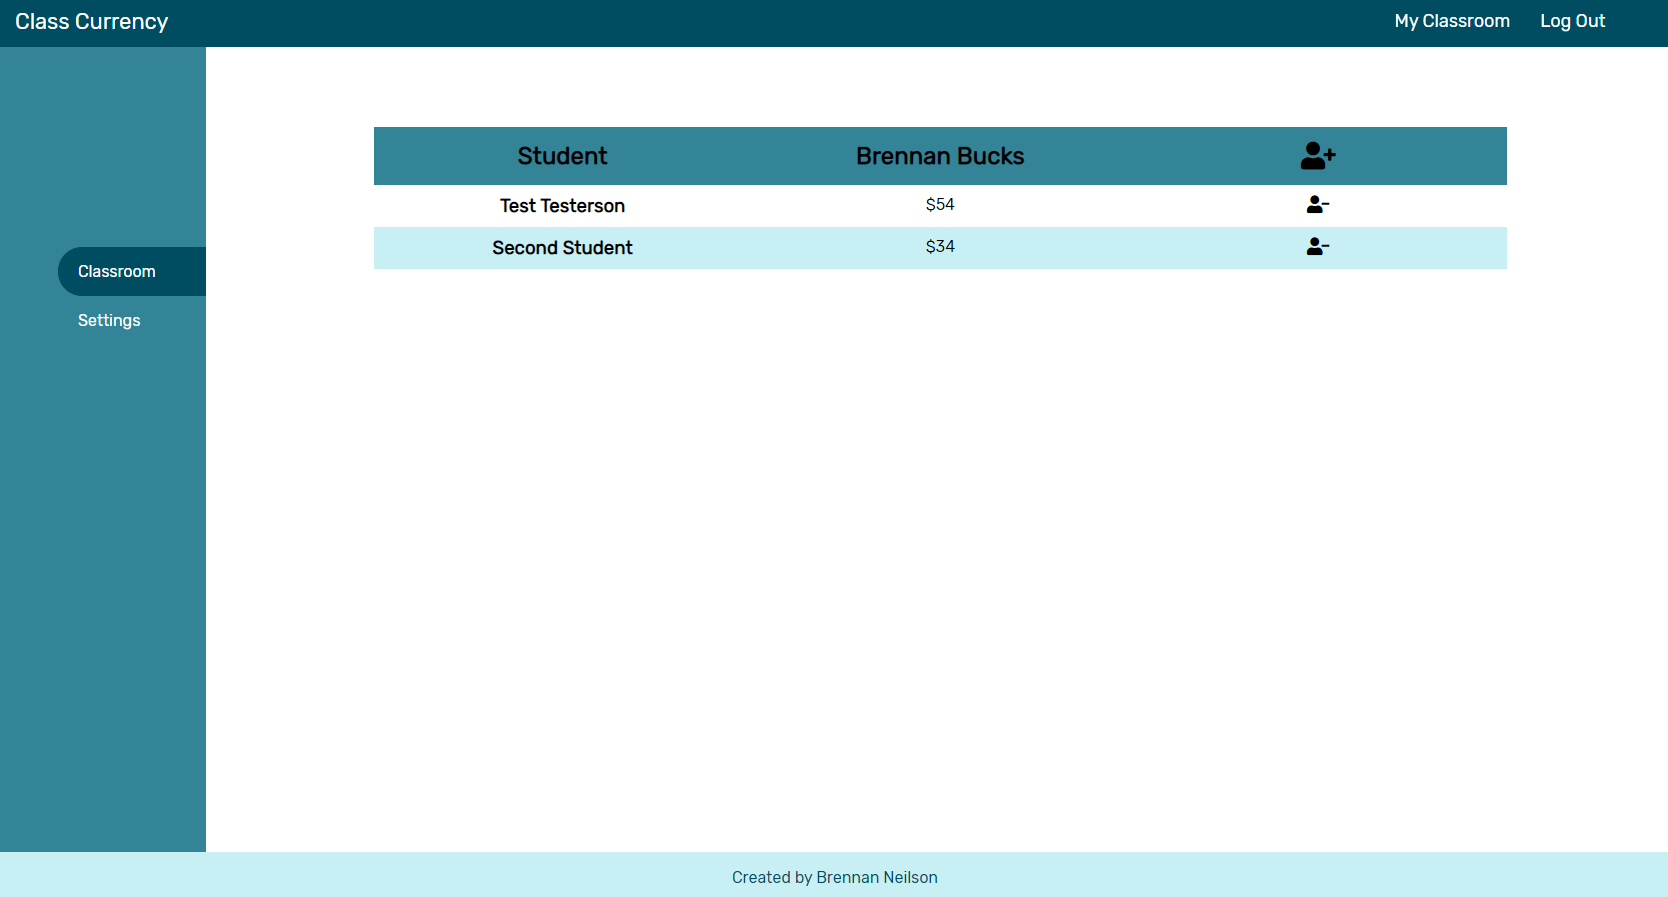 Class Currency
My Classroom
Log Out
Classroom
Settings
Student
Brennan Bucks
Test Testerson
$54
Second Student
$34
Created by Brennan Neilson